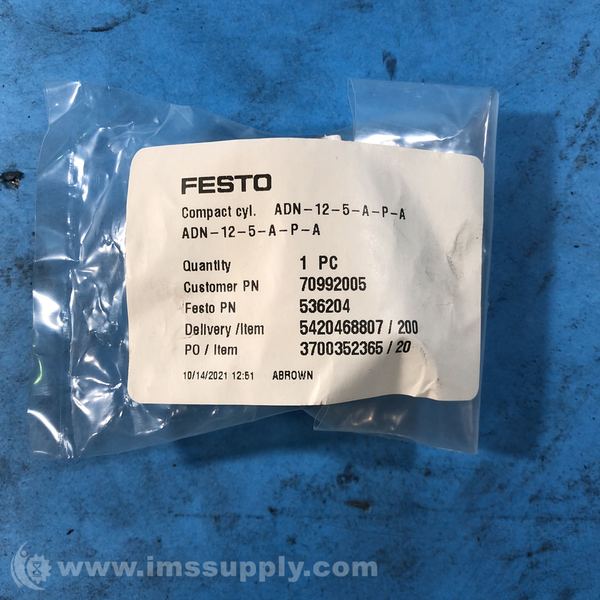 FESTO
Compact cyl. ADN-12-5-A-P-A
ADN-12-5-A-P-A
Quantity 1 PC
Customer PN 70992005
Festo PN 536204
Delivery /Item 5420468807 / 200
PO / Item 3700352365 / 20
10/14/2021 12:51 ABROWN
www.imssupply.com